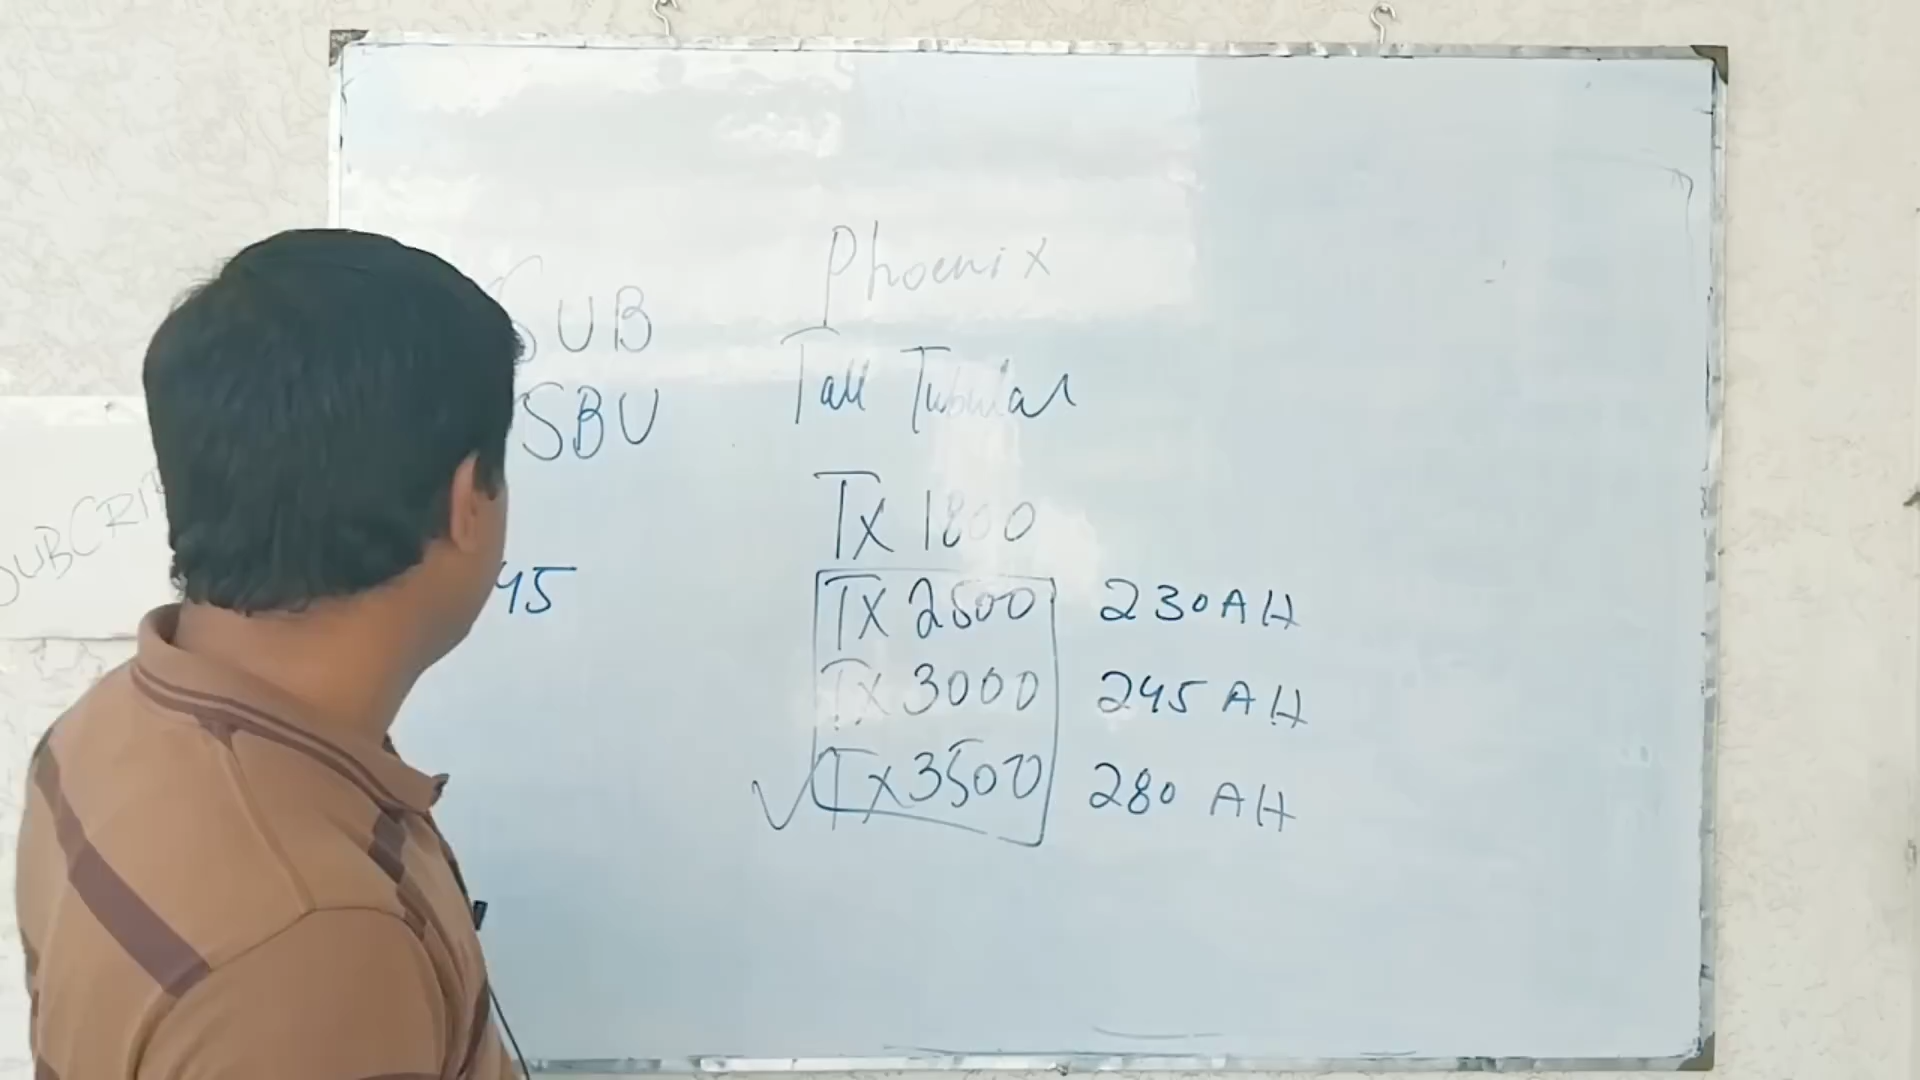 Phoenix
SUB
Tall Tubular
SBU
Tx 1800
45
Tx 2500 230 AH
Tx 3000 245 AH
Tx 3500 280 AH